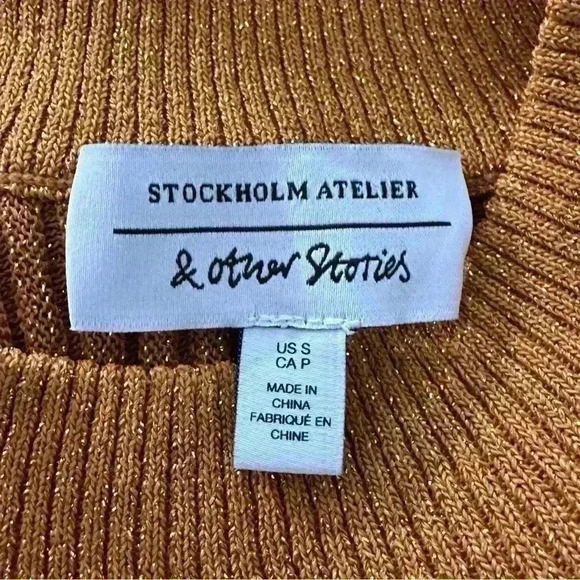 STOCKHOLM ATELIER
& other Stories
US S
CA P
MADE IN
CHINA
FABRIQUÉ EN
CHINE